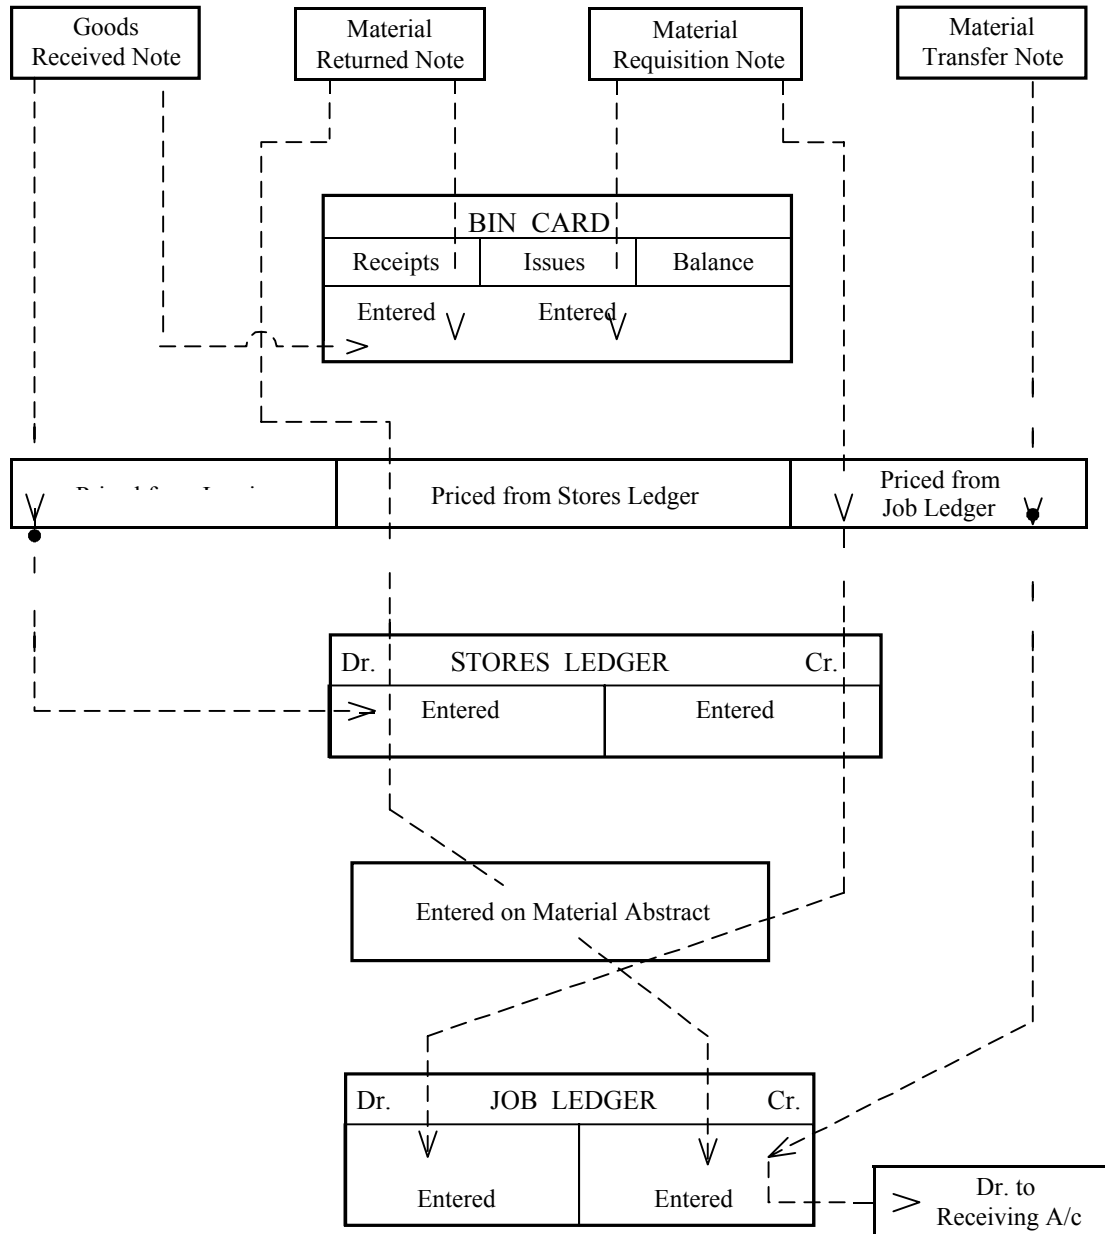 Goods
Received Note
Material
Returned Note
Material
Requisition Note
Material
Transfer Note
BIN CARD
Receipts
Issues
Balance
Entered
Entered
Priced from Stores Ledger
Priced from
Job Ledger
Dr.
STORES LEDGER
Cr.
Entered
Entered
Entered on Material Abstract
Dr.
JOB LEDGER
Cr.
Entered
Entered
Dr. to
Receiving A/c